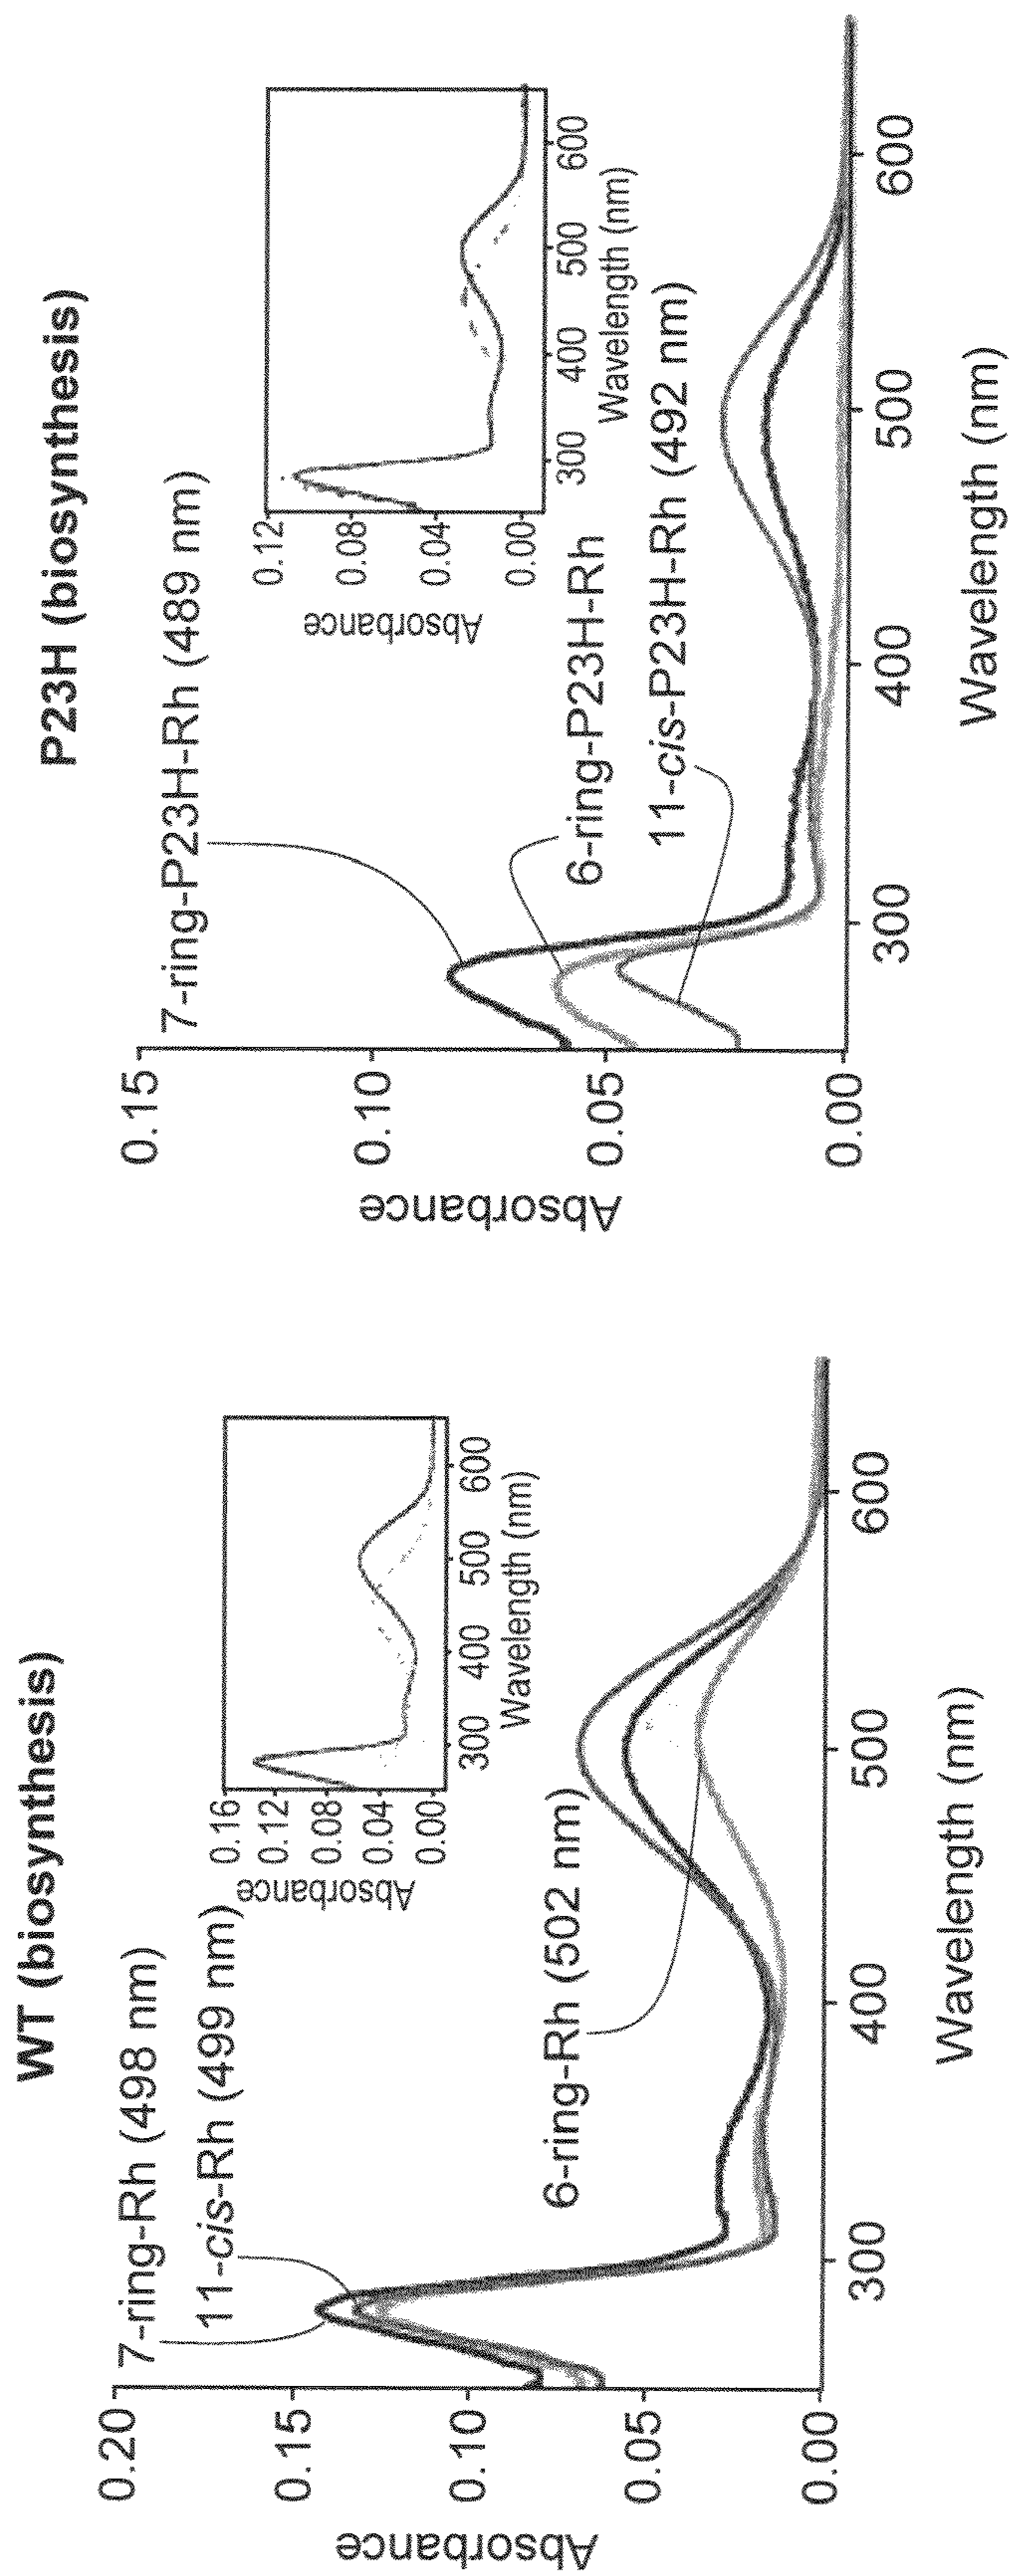 WT (biosynthesis)
7-ring-Rh (498 nm)
11-cis-Rh (499 nm)
6-ring-Rh (502 nm)
Absorbance
0.20
0.15
0.10
0.05
0.00
300
400
500
600
Wavelength (nm)
Absorbance
0.16
0.12
0.08
0.04
0.00
300
400
500
600
Wavelength (nm)
P23H (biosynthesis)
7-ring-P23H-Rh (489 nm)
6-ring-P23H-Rh
11-cis-P23H-Rh (492 nm)
Absorbance
0.15
0.10
0.05
0.00
300
400
500
600
Wavelength (nm)
Absorbance
0.12
0.08
0.04
0.00
300
400
500
600
Wavelength (nm)